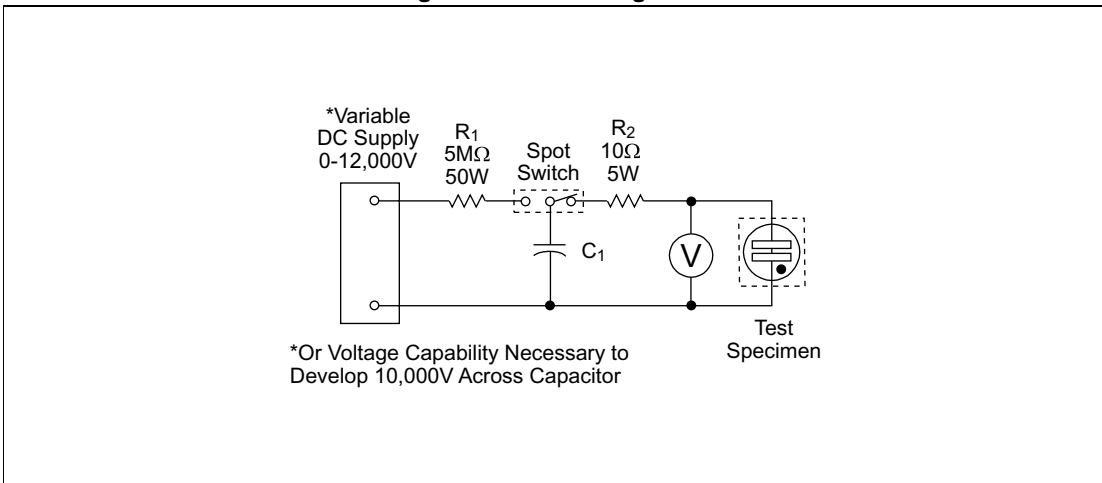 *Variable
DC Supply
0-12,000V
R1
5MΩ
50W
Spot
Switch
R2
10Ω
5W
C1
V
Test
Specimen
*Or Voltage Capability Necessary to
Develop 10,000V Across Capacitor